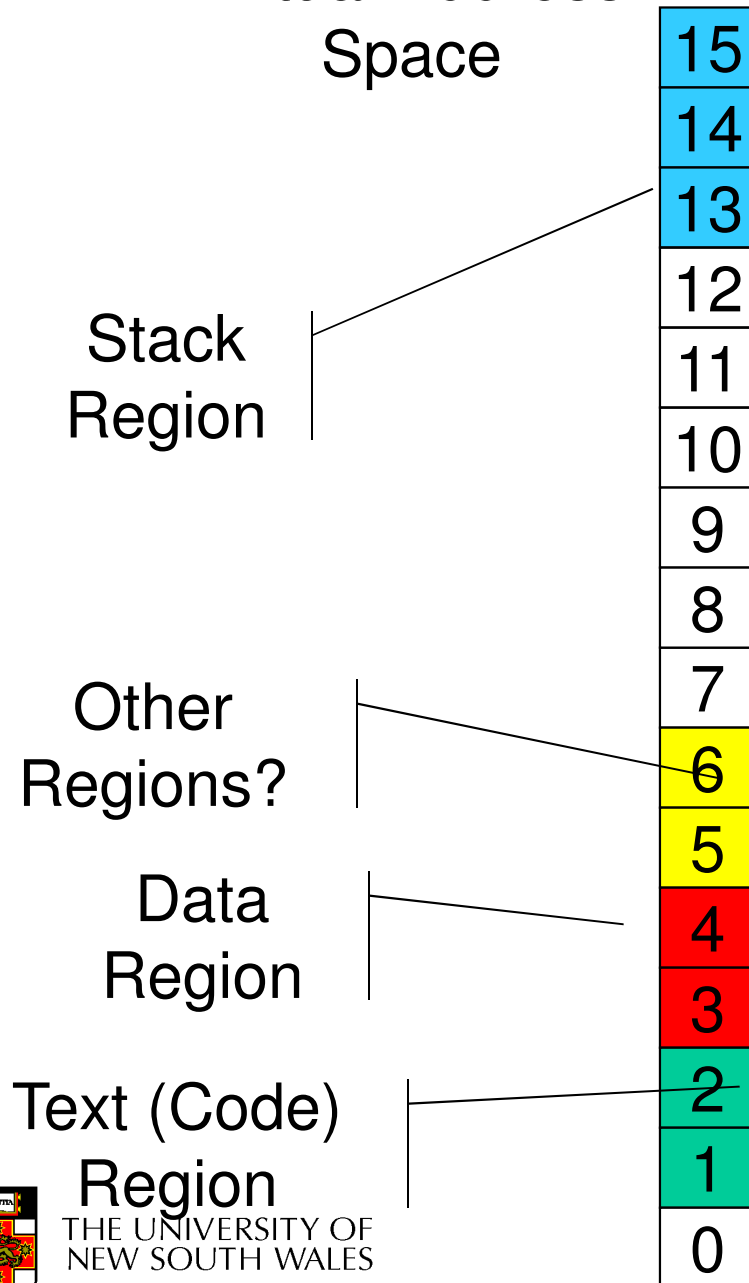 Space
15
14
13
12
Stack
Region
11
10
9
8
7
Other
Regions?
6
5
Data
Region
4
3
Text (Code)
Region
2
1
THE UNIVERSITY OF
NEW SOUTH WALES
0